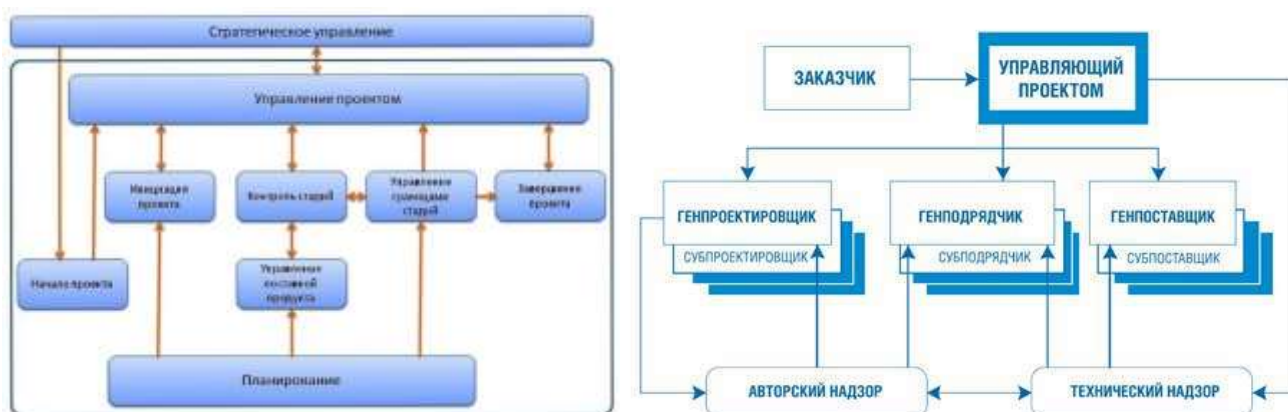 Стратегическое управление
Управление проектом
Инициация
проекта
Контроль стадий
Управление
границами
стадий
Завершение
проекта
Начало проекта
Управление
поставкой
продукта
Планирование
ЗАКАЗЧИК
УПРАВЛЯЮЩИЙ
ПРОЕКТОМ
ГЕНПРОЕКТИРОВЩИК
СУБПРОЕКТИРОВЩИК
ГЕНПОДРЯДЧИК
СУБПОДРЯДЧИК
ГЕНПОСТАВЩИК
СУБПОСТАВЩИК
АВТОРСКИЙ НАДЗОР
ТЕХНИЧЕСКИЙ НАДЗОР